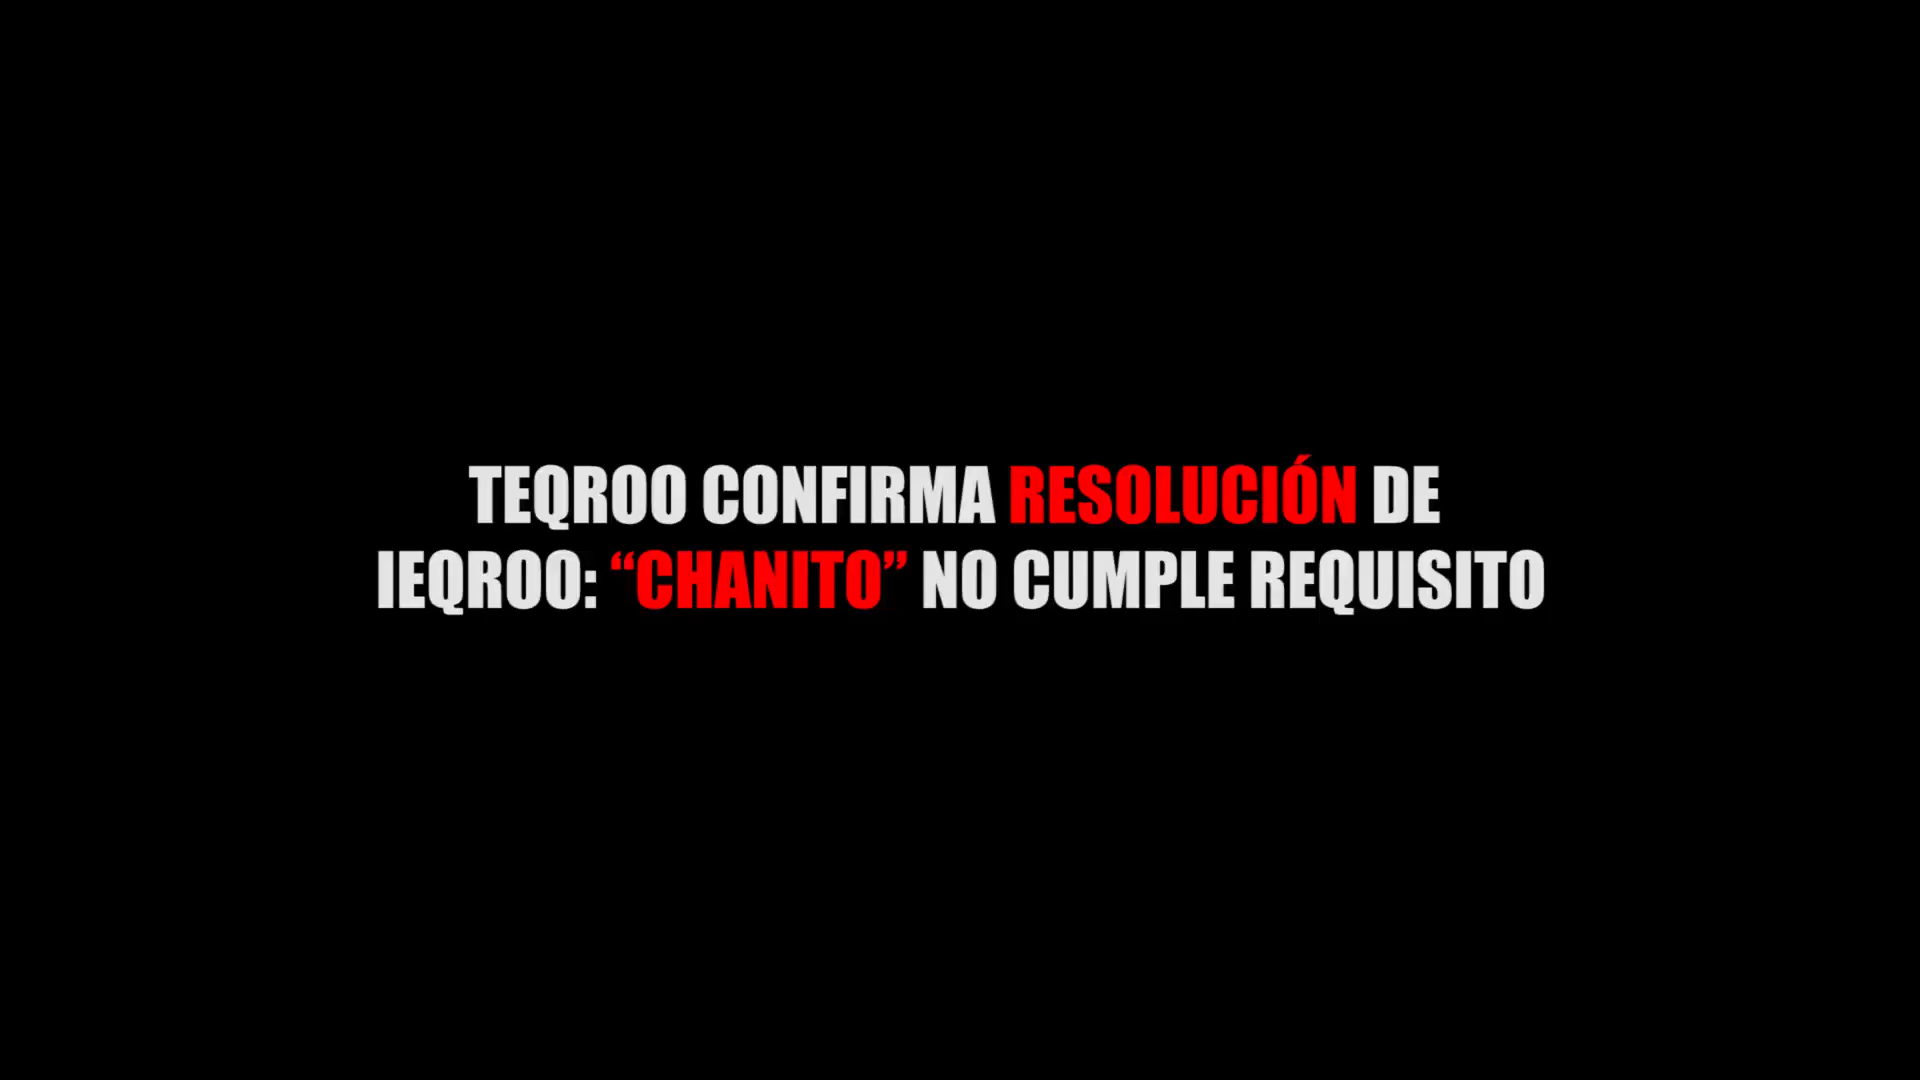 TEQROO CONFIRMA RESOLUCIÓN DE
IEQROO: “CHANITO” NO CUMPLE REQUISITO